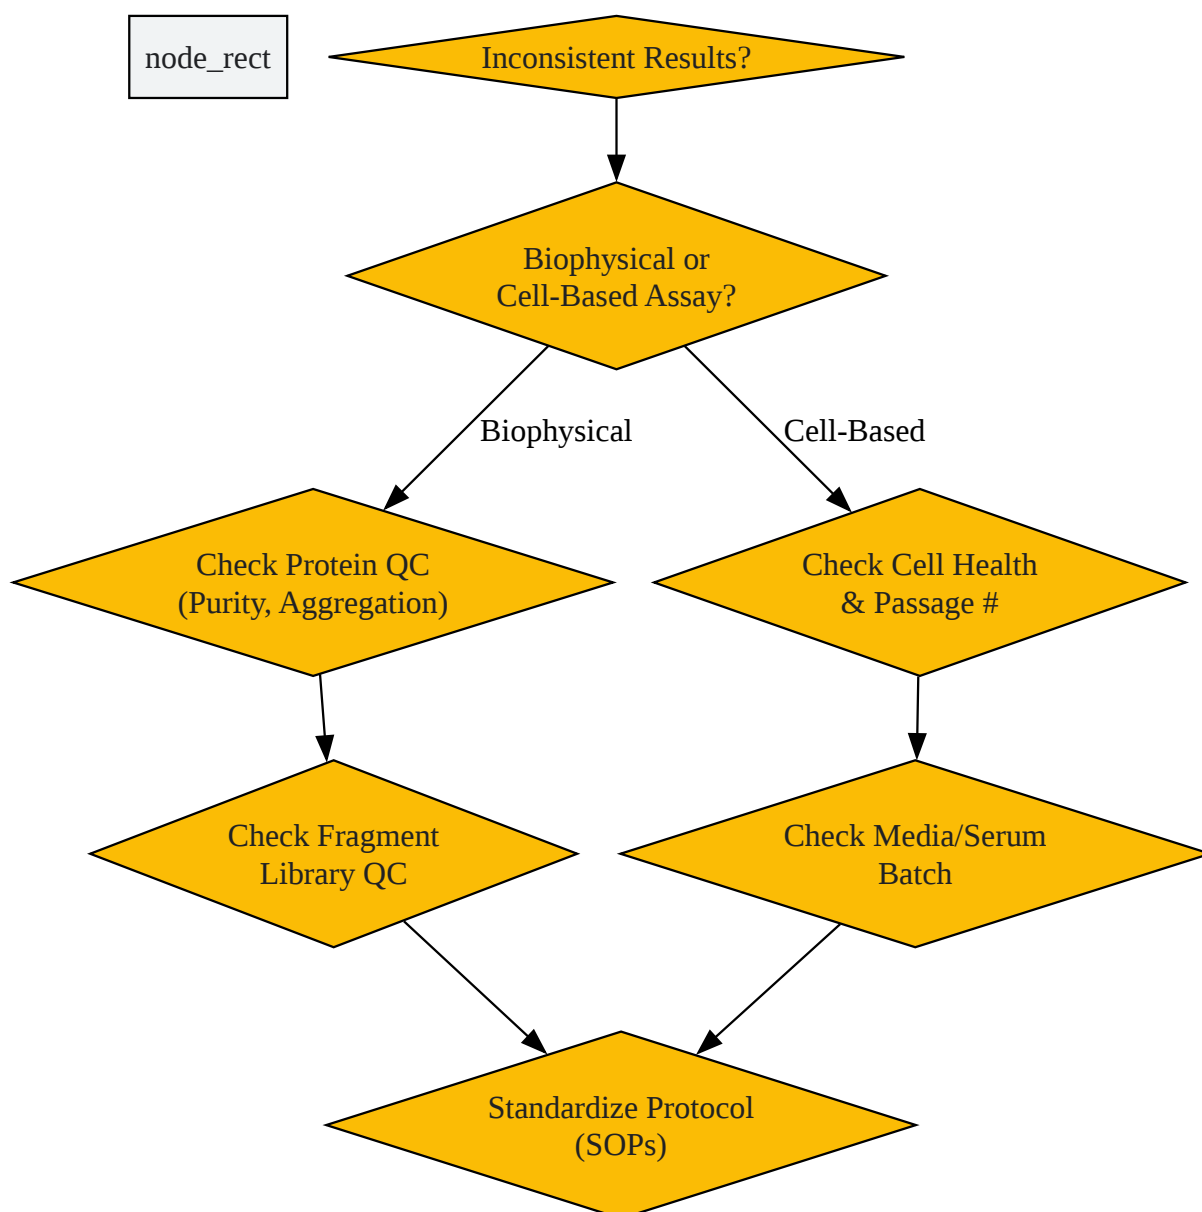 node_rect
Inconsistent Results?
Biophysical or
Cell-Based Assay?
Biophysical
Cell-Based
Check Protein QC
(Purity, Aggregation)
Check Cell Health
& Passage #
Check Fragment
Library QC
Check Media/Serum
Batch
Standardize Protocol
(SOPs)